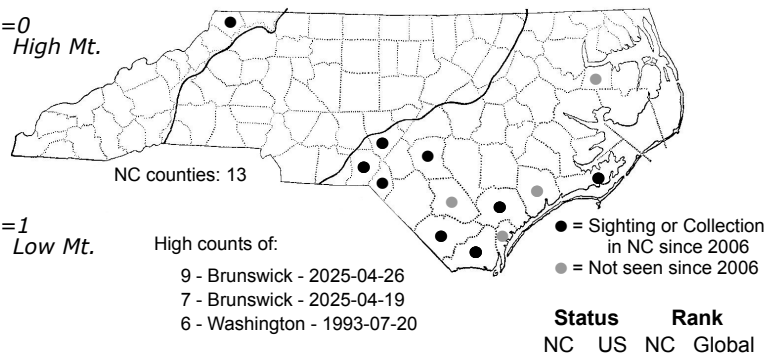 =0
High Mt.
NC counties: 13
=1
Low Mt.
High counts of:
9 - Brunswick - 2025-04-26
7 - Brunswick - 2025-04-19
6 - Washington - 1993-07-20
= Sighting or Collection
in NC since 2006
= Not seen since 2006
Status Rank
NC US NC Global